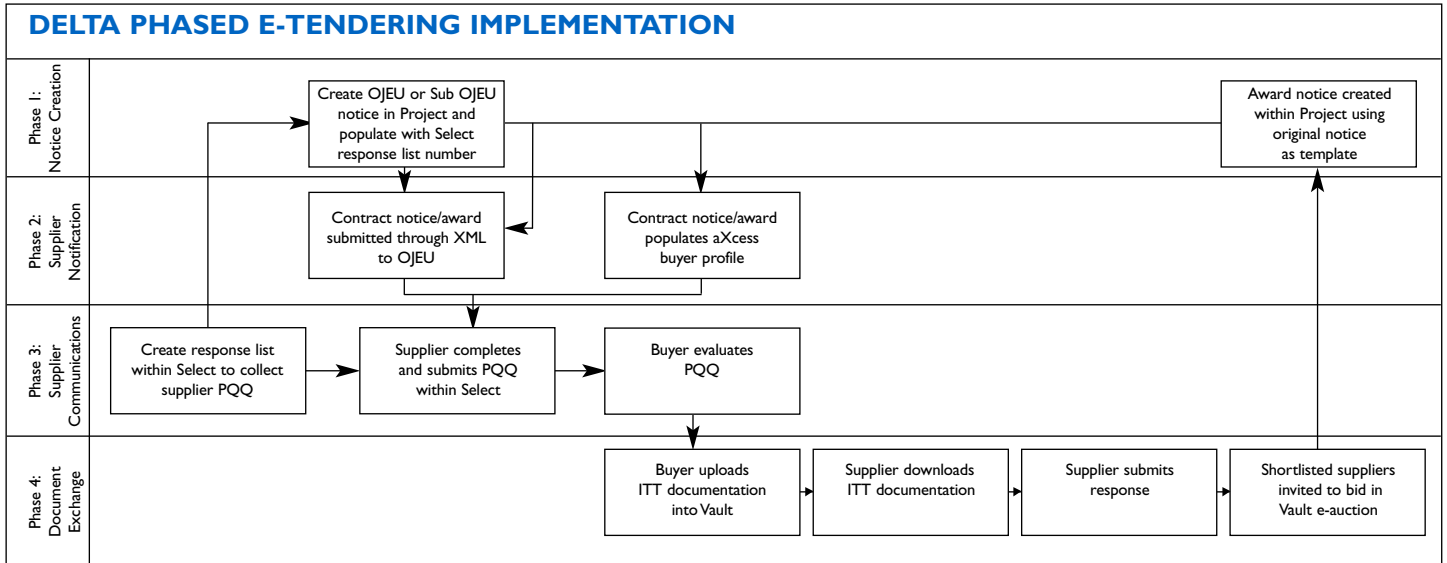 DELTA PHASED E-TENDERING IMPLEMENTATION
Phase 1:
Notice Creation
Create OJEU or Sub OJEU
notice in Project and
populate with Select
response list number
Award notice created
within Project using
original notice
as template
Phase 2:
Supplier
Notification
Contract notice/award
submitted through XML
to OJEU
Contract notice/award
populates aXcess
buyer profile
Phase 3:
Supplier
Communications
Create response list
within Select to collect
supplier PQQ
Supplier completes
and submits PQQ
within Select
Buyer evaluates
PQQ
Phase 4:
Document
Exchange
Buyer uploads
ITT documentation
into Vault
Supplier downloads
ITT documentation
Supplier submits
response
Shortlisted suppliers
invited to bid in
Vault e-auction